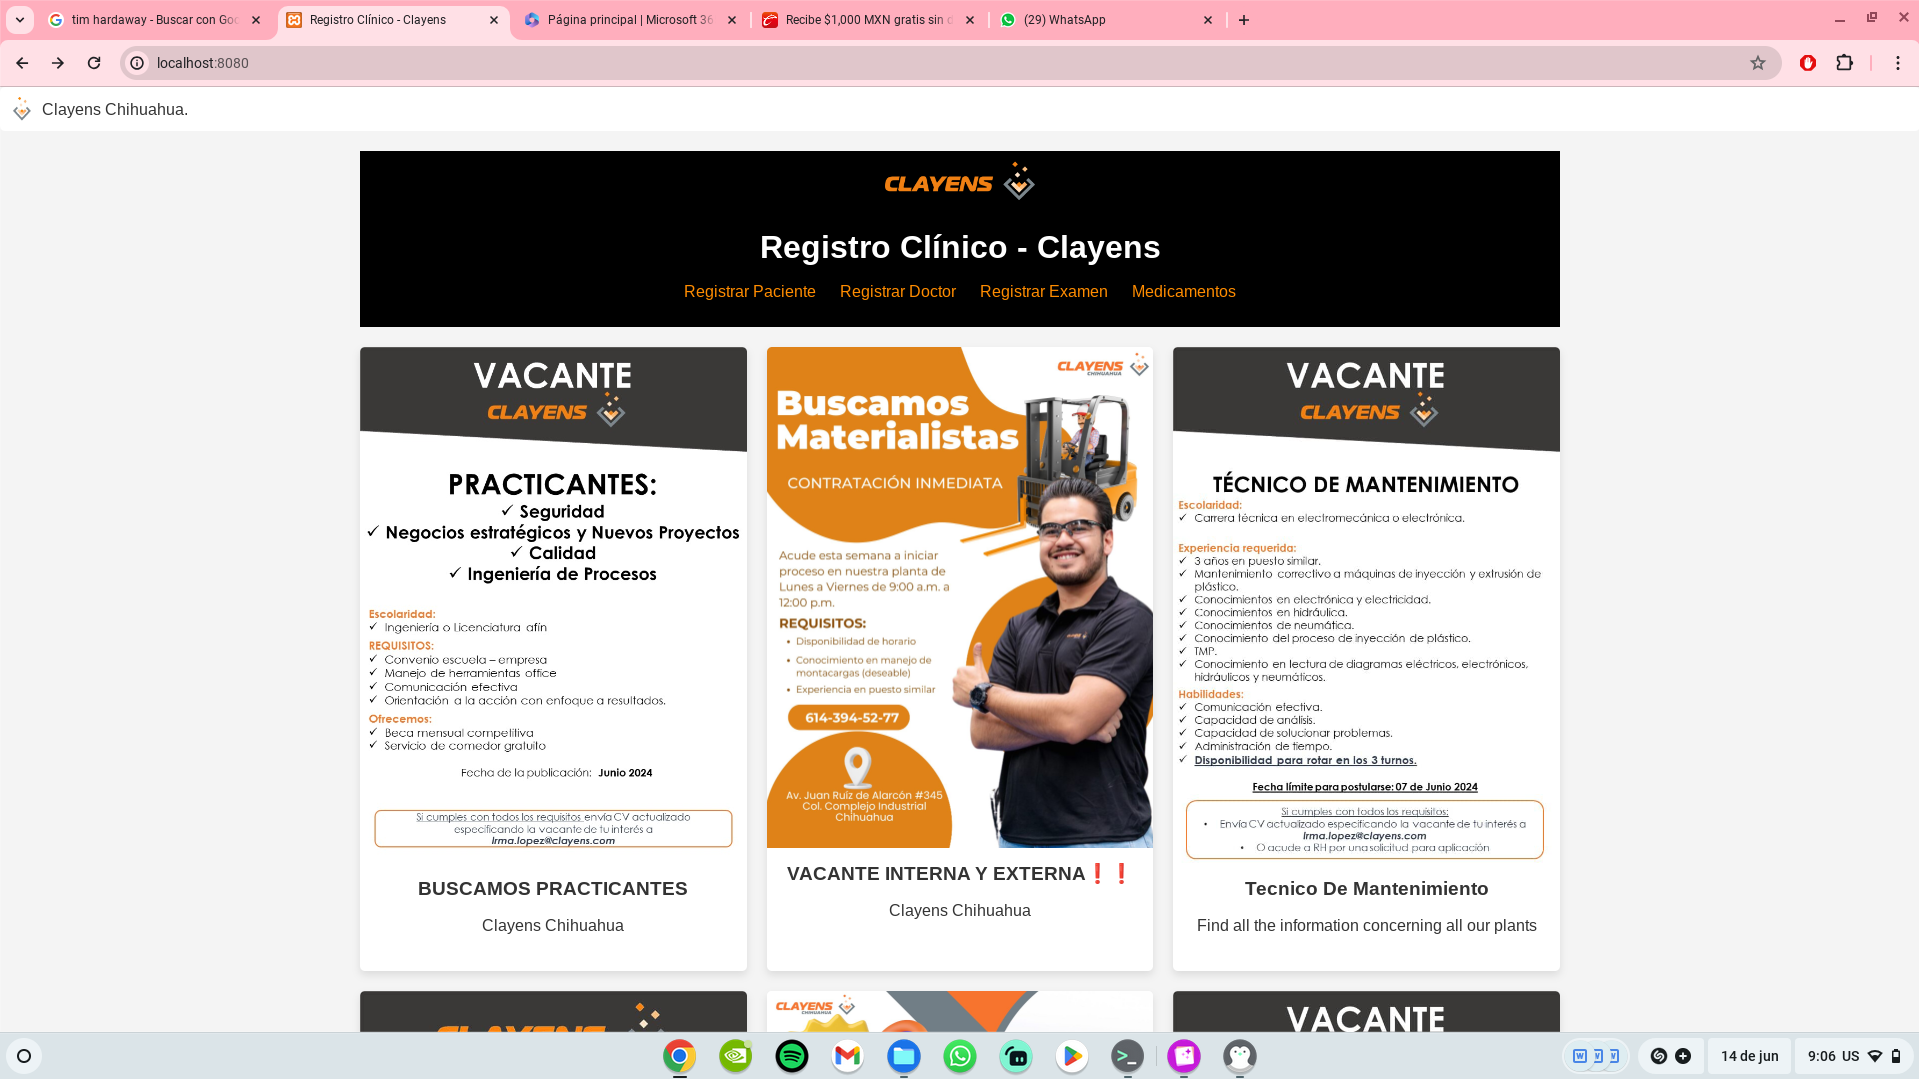 tim hardaway - Buscar con Goo
Registro Clínico - Clayens
Página principal | Microsoft 36
Recibe $1,000 MXN gratis sin d
(29) WhatsApp
localhost:8080
Clayens Chihuahua.
CLAYENS
Registro Clínico - Clayens
Registrar Paciente
Registrar Doctor
Registrar Examen
Medicamentos
VACANTE
CLAYENS
PRACTICANTES:
✓ Seguridad
✓ Negocios estratégicos y Nuevos Proyectos
✓ Calidad
✓ Ingeniería de Procesos
Escolaridad:
✓ Ingeniería o Licenciatura afín
REQUISITOS:
✓ Convenio escuela – empresa
✓ Manejo de herramientas office
✓ Comunicación efectiva
✓ Orientación a la acción con enfoque a resultados.
Ofrecemos:
✓ Beca mensual competitiva
✓ Servicio de comedor gratuito
Fecha de la publicación: Junio 2024
Si cumples con todos los requisitos envía CV actualizado
especificando la vacante de tu interés a
Irma.lopez@clayens.com
BUSCAMOS PRACTICANTES
Clayens Chihuahua
CLAYENS
CHIHUAHUA
Buscamos
Materialistas
CONTRATACIÓN INMEDIATA
Acude esta semana a iniciar
proceso en nuestra planta de
Lunes a Viernes de 9:00 a.m. a
12:00 p.m.
REQUISITOS:
• Disponibilidad de horario
• Conocimiento en manejo de
montacargas (deseable)
• Experiencia en puesto similar
614-394-52-77
Av. Juan Ruíz de Alarcón #345
Col. Complejo Industrial
Chihuahua
VACANTE INTERNA Y EXTERNA❗❗
Clayens Chihuahua
VACANTE
CLAYENS
TÉCNICO DE MANTENIMIENTO
Escolaridad:
✓ Carrera técnica en electromecánica o electrónica.
Experiencia requerida:
✓ 3 años en puesto similar.
✓ Mantenimiento correctivo a máquinas de inyección y extrusión de
plástico.
✓ Conocimientos en electrónica y electricidad.
✓ Conocimientos en hidráulica.
✓ Conocimientos de neumática.
✓ Conocimiento del proceso de inyección de plástico.
✓ TMP.
✓ Conocimiento en lectura de diagramas eléctricos, electrónicos,
hidráulicos y neumáticos.
Habilidades:
✓ Comunicación efectiva.
✓ Capacidad de análisis.
✓ Capacidad de solucionar problemas.
✓ Administración de tiempo.
✓ Disponibilidad para rotar en los 3 turnos.
Fecha límite para postularse: 07 de Junio 2024
Si cumples con todos los requisitos:
• Envía CV actualizado especificando la vacante de tu interés a
Irma.lopez@clayens.com
• O acude a RH por una solicitud para aplicación
Tecnico De Mantenimiento
Find all the information concerning all our plants
CLAYENS
CLAYENS
CHIHUAHUA
VACANTE
14 de jun
9:06 US